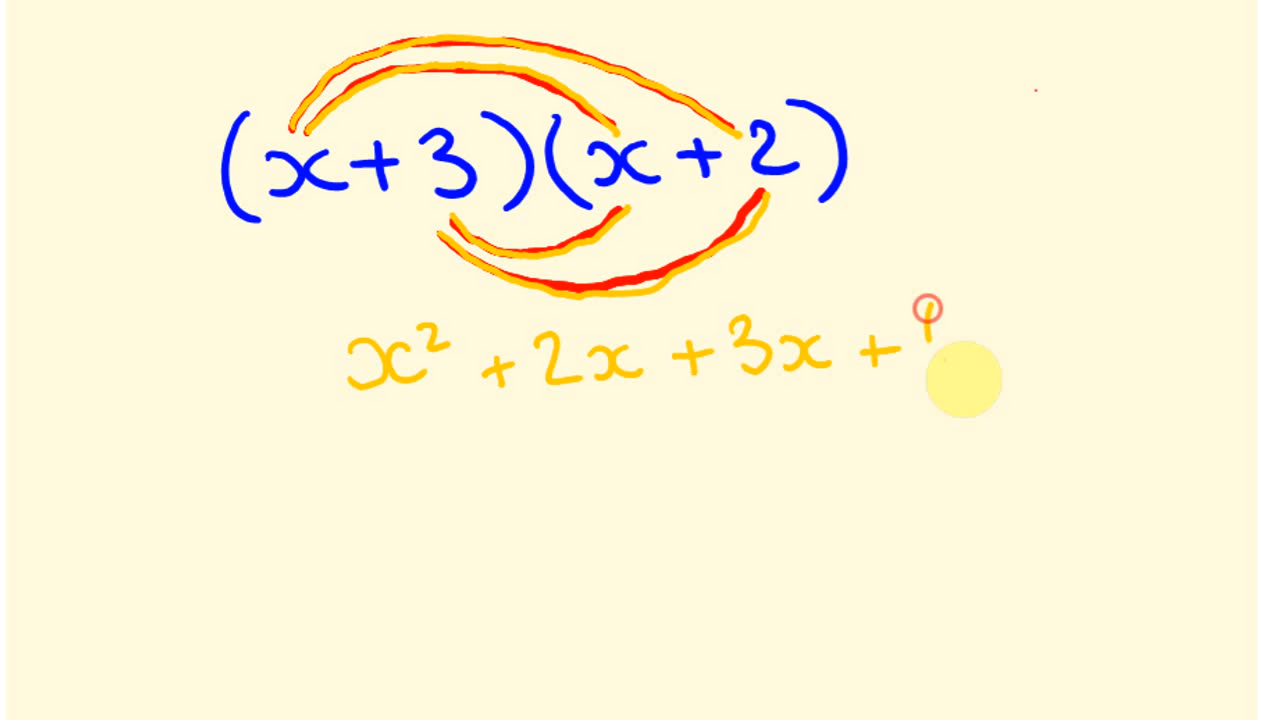 (x+3)(x+2)
x² + 2x + 3x +